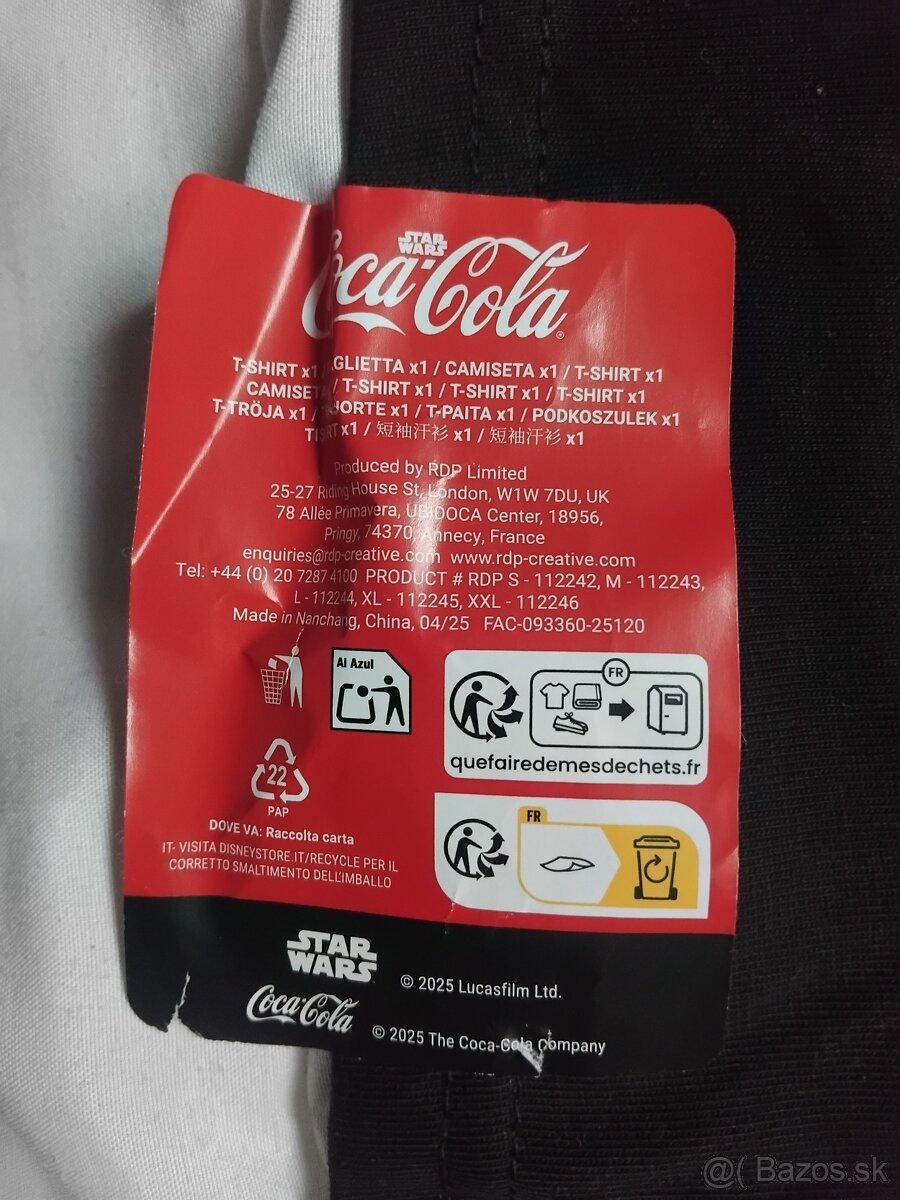 STAR
WARS
Coca-Cola
T-SHIRT x1 / GLIETTA x1 / CAMISETA x1 / T-SHIRT x1
CAMISETA / T-SHIRT x1 / T-SHIRT x1 / T-SHIRT x1
T-TRÖJA x1 / JORTE x1 / T-PAITA x1 / PODKOSZULEK x1
x1 / 短袖汗衫 x1 / 短袖汗衫 x1
Produced by RDP Limited
25-27 Riding House St, London, W1W 7DU, UK
78 Allée Primavera, UBIDOCA Center, 18956,
Pringy, 74370, Annecy, France
enquiries@rdp-creative.com www.rdp-creative.com
Tel: +44 (0) 20 7287 4100 PRODUCT # RDP S - 112242, M - 112243,
L - 112244, XL - 112245, XXL - 112246
Made in Nanchang, China, 04/25 FAC-093360-25120
Al Azul
FR
quefairedemesdechets.fr
22
PAP
DOVE VA: Raccolta carta
IT- VISITA DISNEYSTORE.IT/RECYCLE PER IL
CORRETTO SMALTIMENTO DELL'IMBALLO
FR
STAR
WARS
© 2025 Lucasfilm Ltd.
Coca-Cola
© 2025 The Coca-Cola Company
@( Bazos.sk